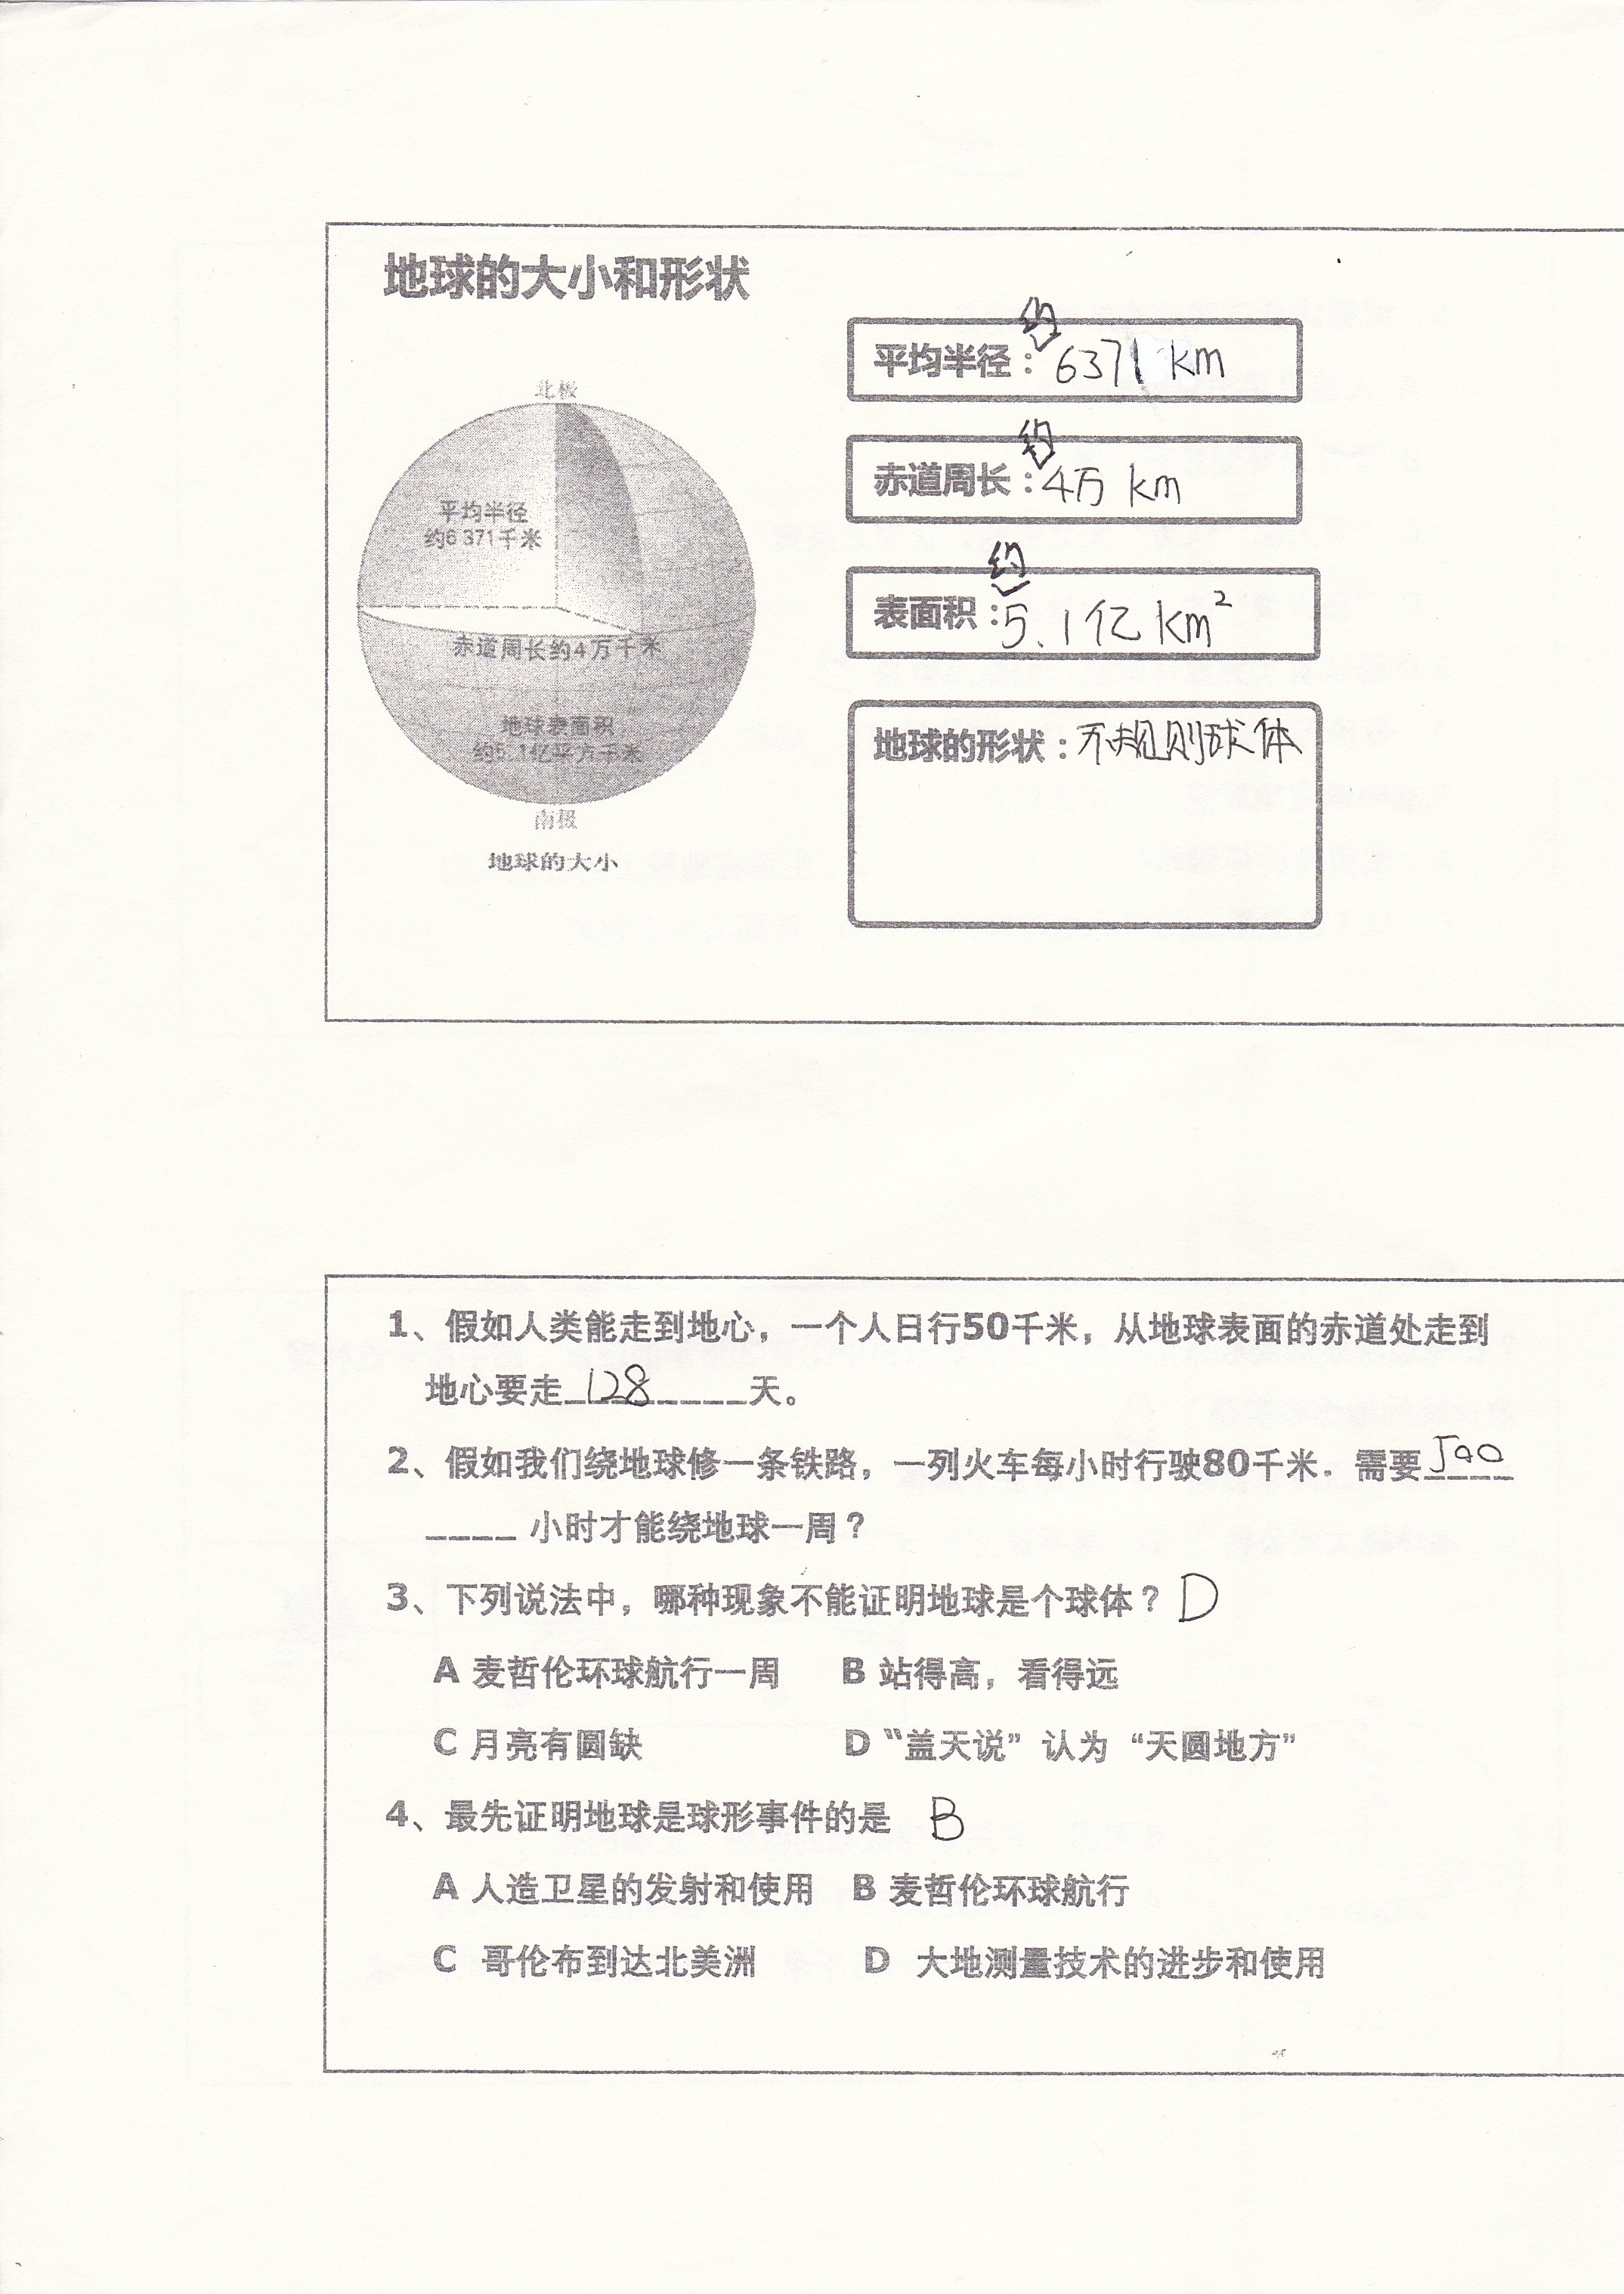 地球的大小和形状
北极
平均半径
约6 371千米
赤道周长约4万千米
地球表面积
约5.1亿平方千米
南极
地球的大小
约
平均半径：6371 km
约
赤道周长：4万 km
约
表面积：5.1亿 km²
地球的形状：不规则球体
1、假如人类能走到地心，一个人日行50千米，从地球表面的赤道处走到
地心要走 128 天。
2、假如我们绕地球修一条铁路，一列火车每小时行驶80千米．需要 500
____ 小时才能绕地球一周？
3、下列说法中，哪种现象不能证明地球是个球体？ D
A 麦哲伦环球航行一周 B 站得高，看得远
C 月亮有圆缺 D “盖天说” 认为 “天圆地方”
4、最先证明地球是球形事件的是 B
A 人造卫星的发射和使用 B 麦哲伦环球航行
C 哥伦布到达北美洲 D 大地测量技术的进步和使用